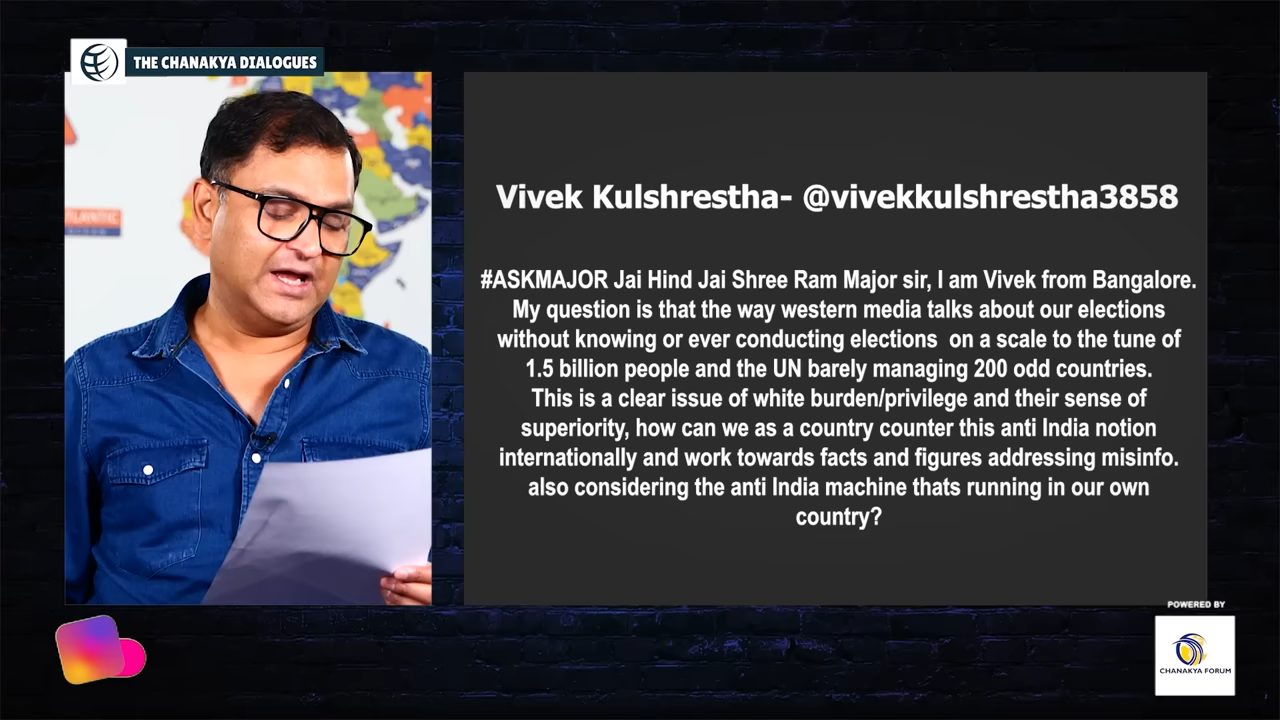 THE CHANAKYA DIALOGUES
ATLANTIC
Vivek Kulshrestha- @vivekkulshrestha3858
#ASKMAJOR Jai Hind Jai Shree Ram Major sir, I am Vivek from Bangalore.
My question is that the way western media talks about our elections
without knowing or ever conducting elections on a scale to the tune of
1.5 billion people and the UN barely managing 200 odd countries.
This is a clear issue of white burden/privilege and their sense of
superiority, how can we as a country counter this anti India notion
internationally and work towards facts and figures addressing misinfo.
also considering the anti India machine thats running in our own
country?
POWERED BY
CHANAKYA FORUM